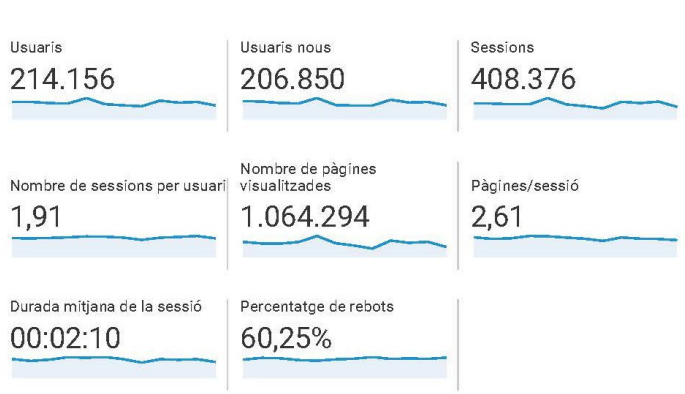 Usuaris
214.156
Usuaris nous
206.850
Sessions
408.376
Nombre de sessions per usuari
1,91
Nombre de pàgines
visualitzades
1.064.294
Pàgines/sessió
2,61
Durada mitjana de la sessió
00:02:10
Percentatge de rebots
60,25%